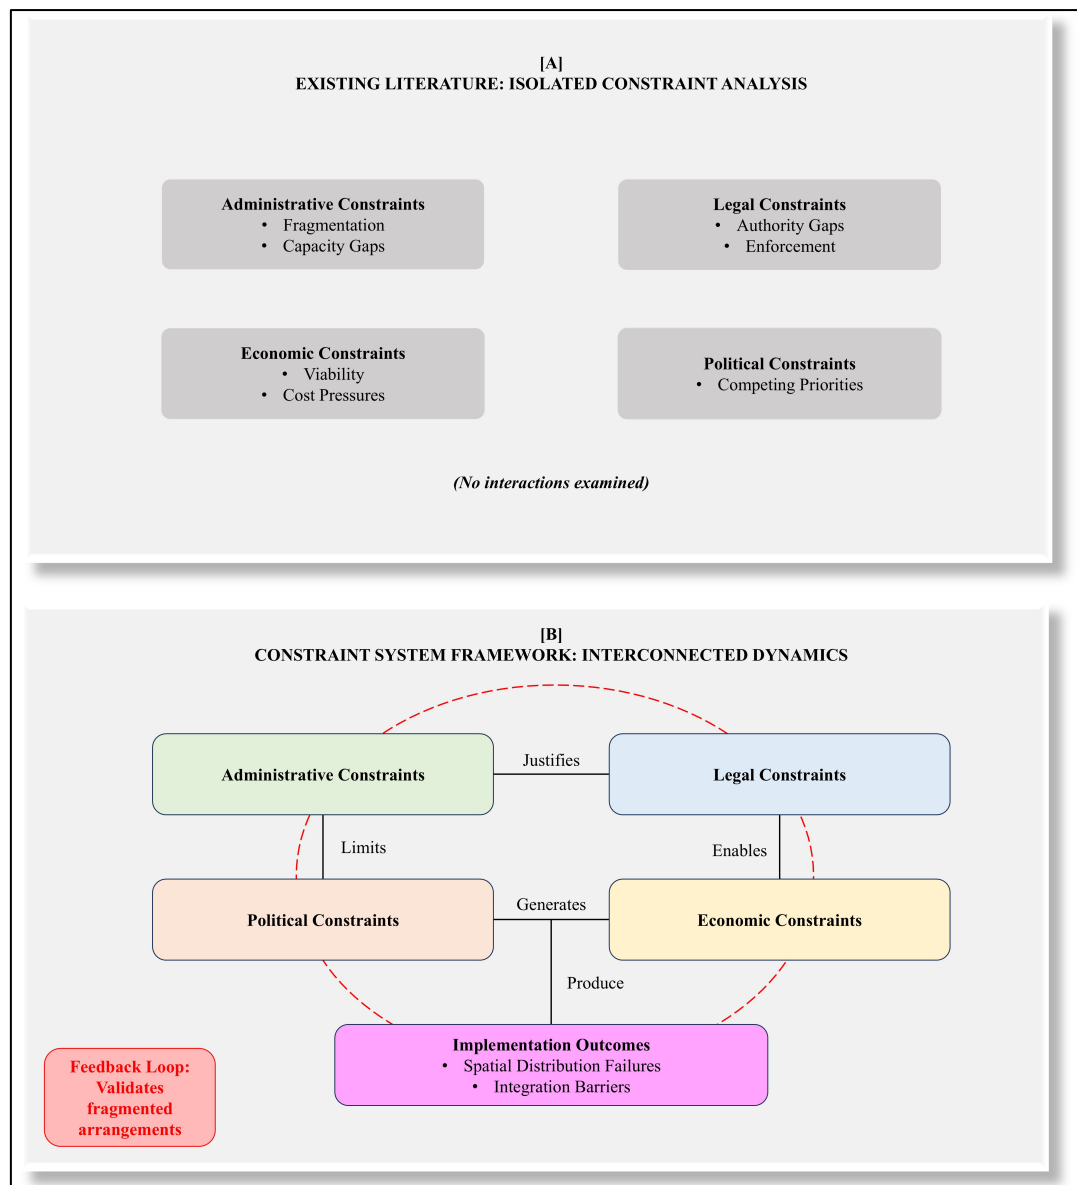 [A]
EXISTING LITERATURE: ISOLATED CONSTRAINT ANALYSIS
Administrative Constraints
• Fragmentation
• Capacity Gaps
Legal Constraints
• Authority Gaps
• Enforcement
Economic Constraints
• Viability
• Cost Pressures
Political Constraints
• Competing Priorities
(No interactions examined)
[B]
CONSTRAINT SYSTEM FRAMEWORK: INTERCONNECTED DYNAMICS
Administrative Constraints
Justifies
Legal Constraints
Limits
Enables
Political Constraints
Generates
Economic Constraints
Produce
Implementation Outcomes
• Spatial Distribution Failures
• Integration Barriers
Feedback Loop:
Validates
fragmented
arrangements